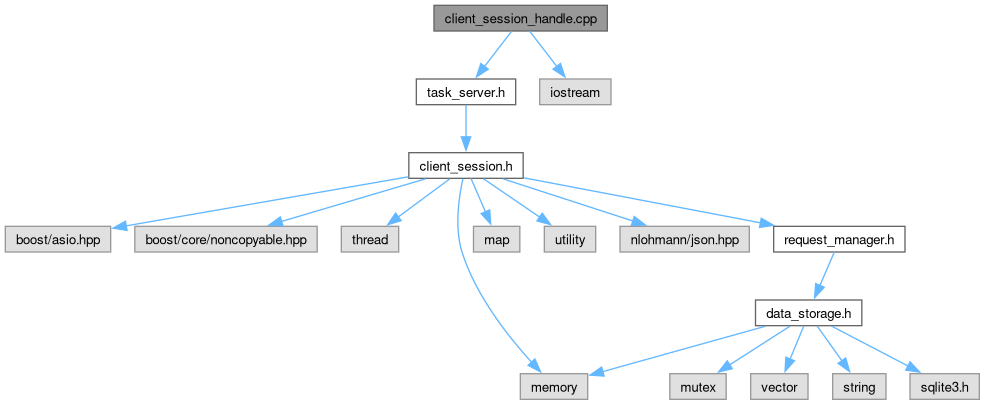 client_session_handle.cpp
task_server.h
iostream
client_session.h
boost/asio.hpp
boost/core/noncopyable.hpp
thread
map
utility
nlohmann/json.hpp
request_manager.h
data_storage.h
memory
mutex
vector
string
sqlite3.h